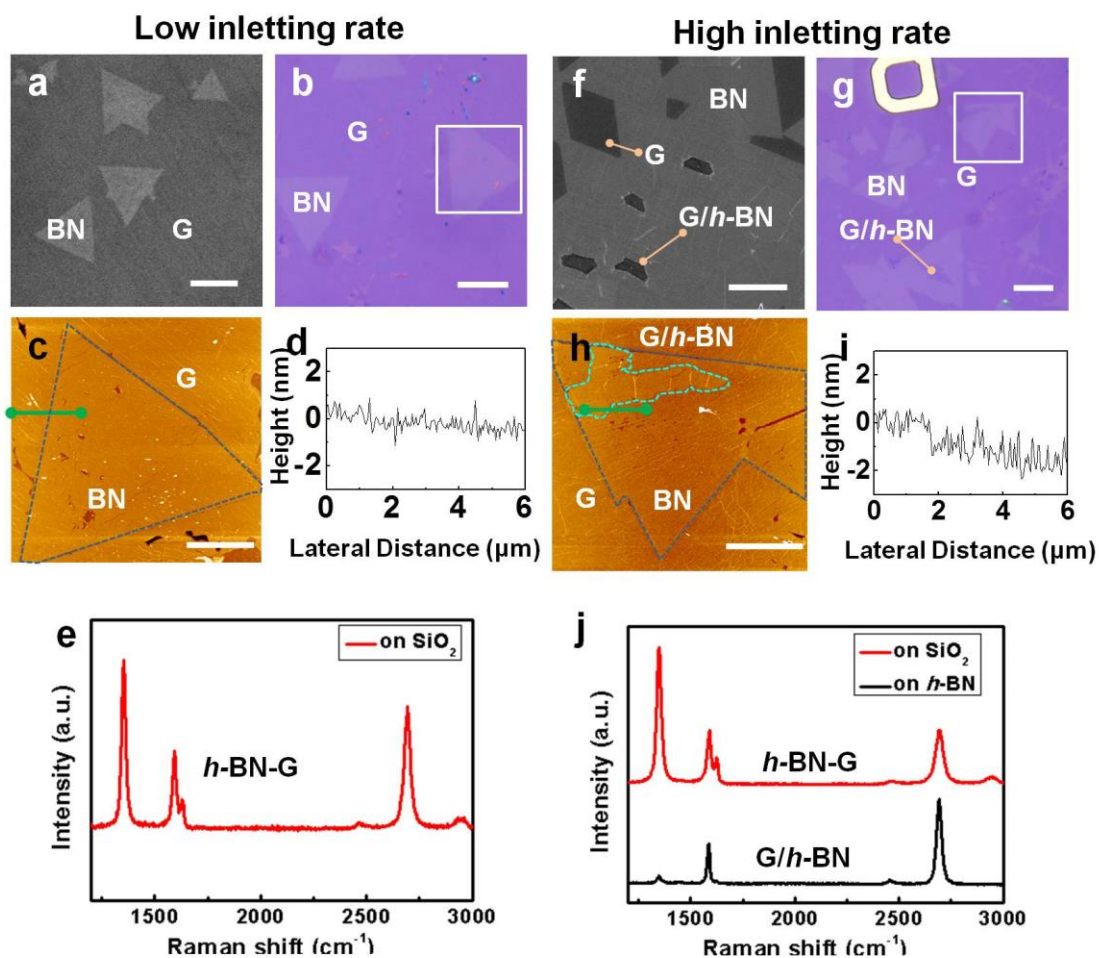 Low inletting rate
High inletting rate
a
BN
G
b
G
BN
f
BN
G
G/h-BN
g
BN
G
G/h-BN
c
G
BN
d
Height (nm)
2
0
-2
0 2 4 6
Lateral Distance (µm)
h
G/h-BN
G
BN
i
Height (nm)
2
0
-2
0 2 4 6
Lateral Distance (µm)
e
on SiO₂
h-BN-G
Intensity (a.u.)
1500 2000 2500 3000
Raman shift (cm⁻¹)
j
on SiO₂
on h-BN
h-BN-G
G/h-BN
Intensity (a.u.)
1500 2000 2500 3000
Raman shift (cm⁻¹)